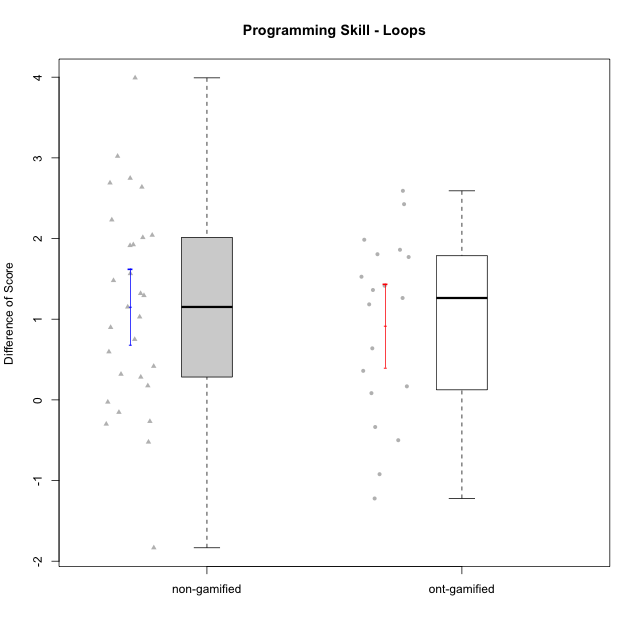 Programming Skill - Loops
Difference of Score
4
3
2
1
0
-1
-2
non-gamified
ont-gamified